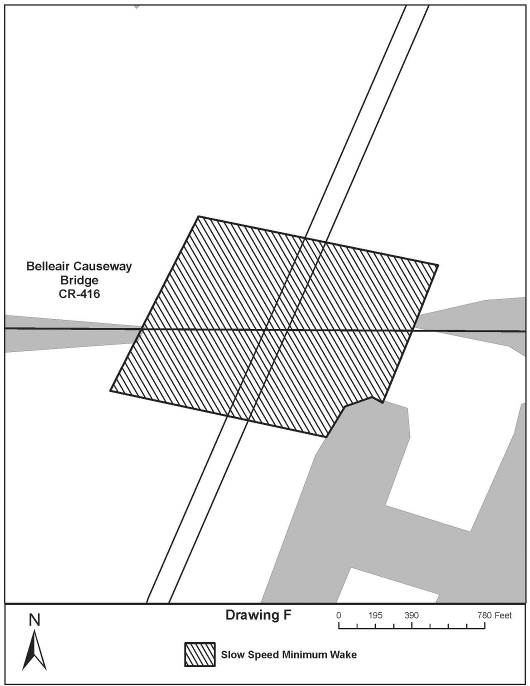 Belleair Causeway
Bridge
CR-416
N
Drawing F
0 195 390 780 Feet
Slow Speed Minimum Wake